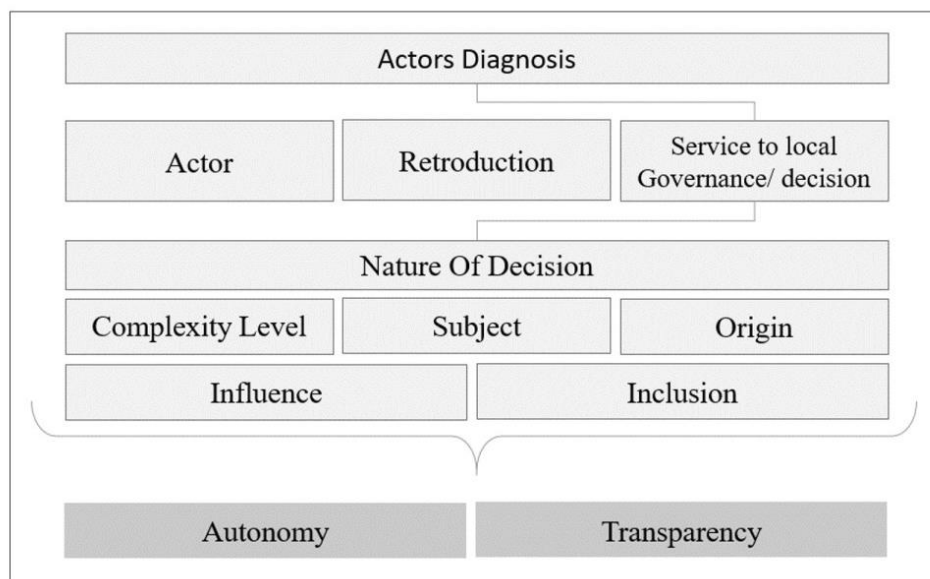 Actors Diagnosis
Actor
Retroduction
Service to local
Governance/ decision
Nature Of Decision
Complexity Level
Subject
Origin
Influence
Inclusion
Autonomy
Transparency